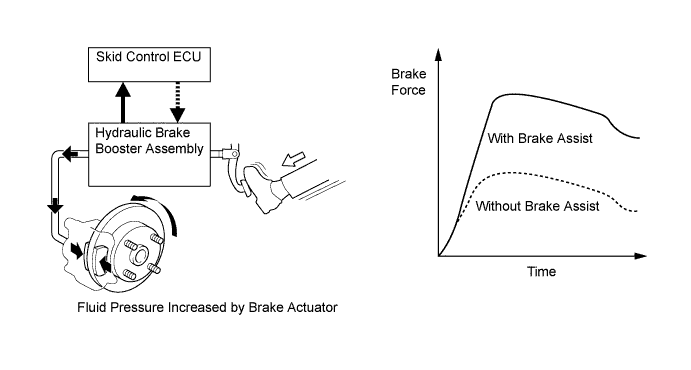 Skid Control ECU
Hydraulic Brake
Booster Assembly
Fluid Pressure Increased by Brake Actuator
Brake
Force
With Brake Assist
Without Brake Assist
Time